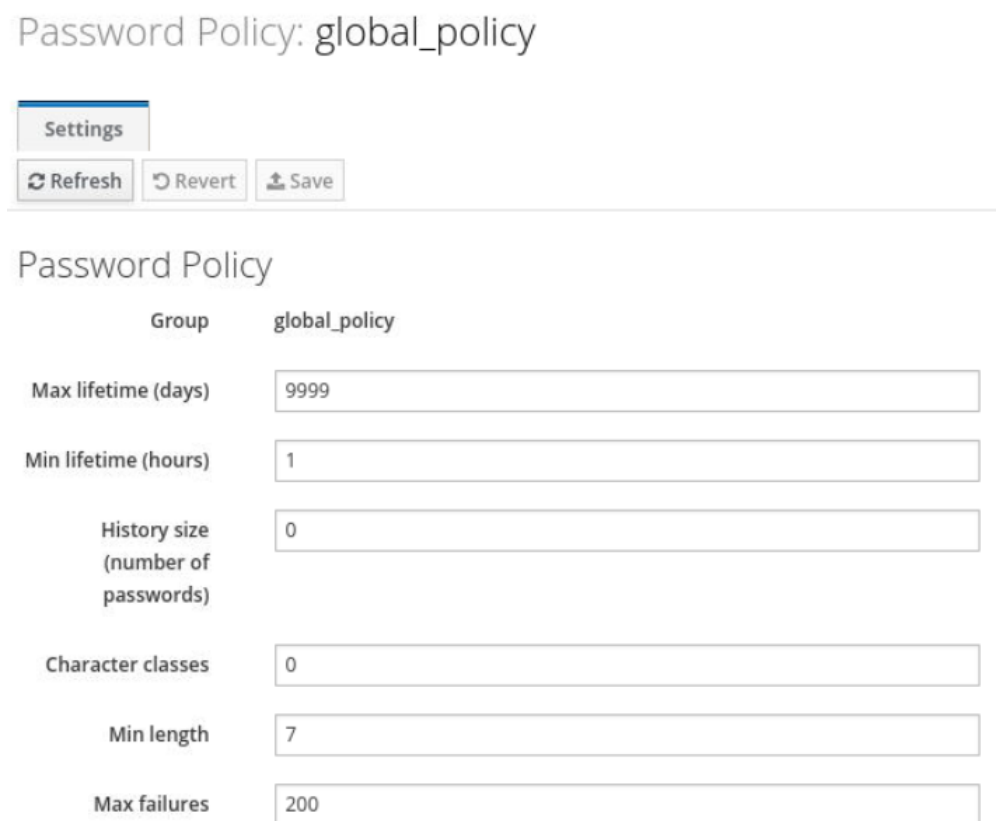 Password Policy: global_policy
Settings
Refresh Revert Save
Password Policy
Group global_policy
Max lifetime (days) 9999
Min lifetime (hours) 1
History size 0
(number of
passwords)
Character classes 0
Min length 7
Max failures 200